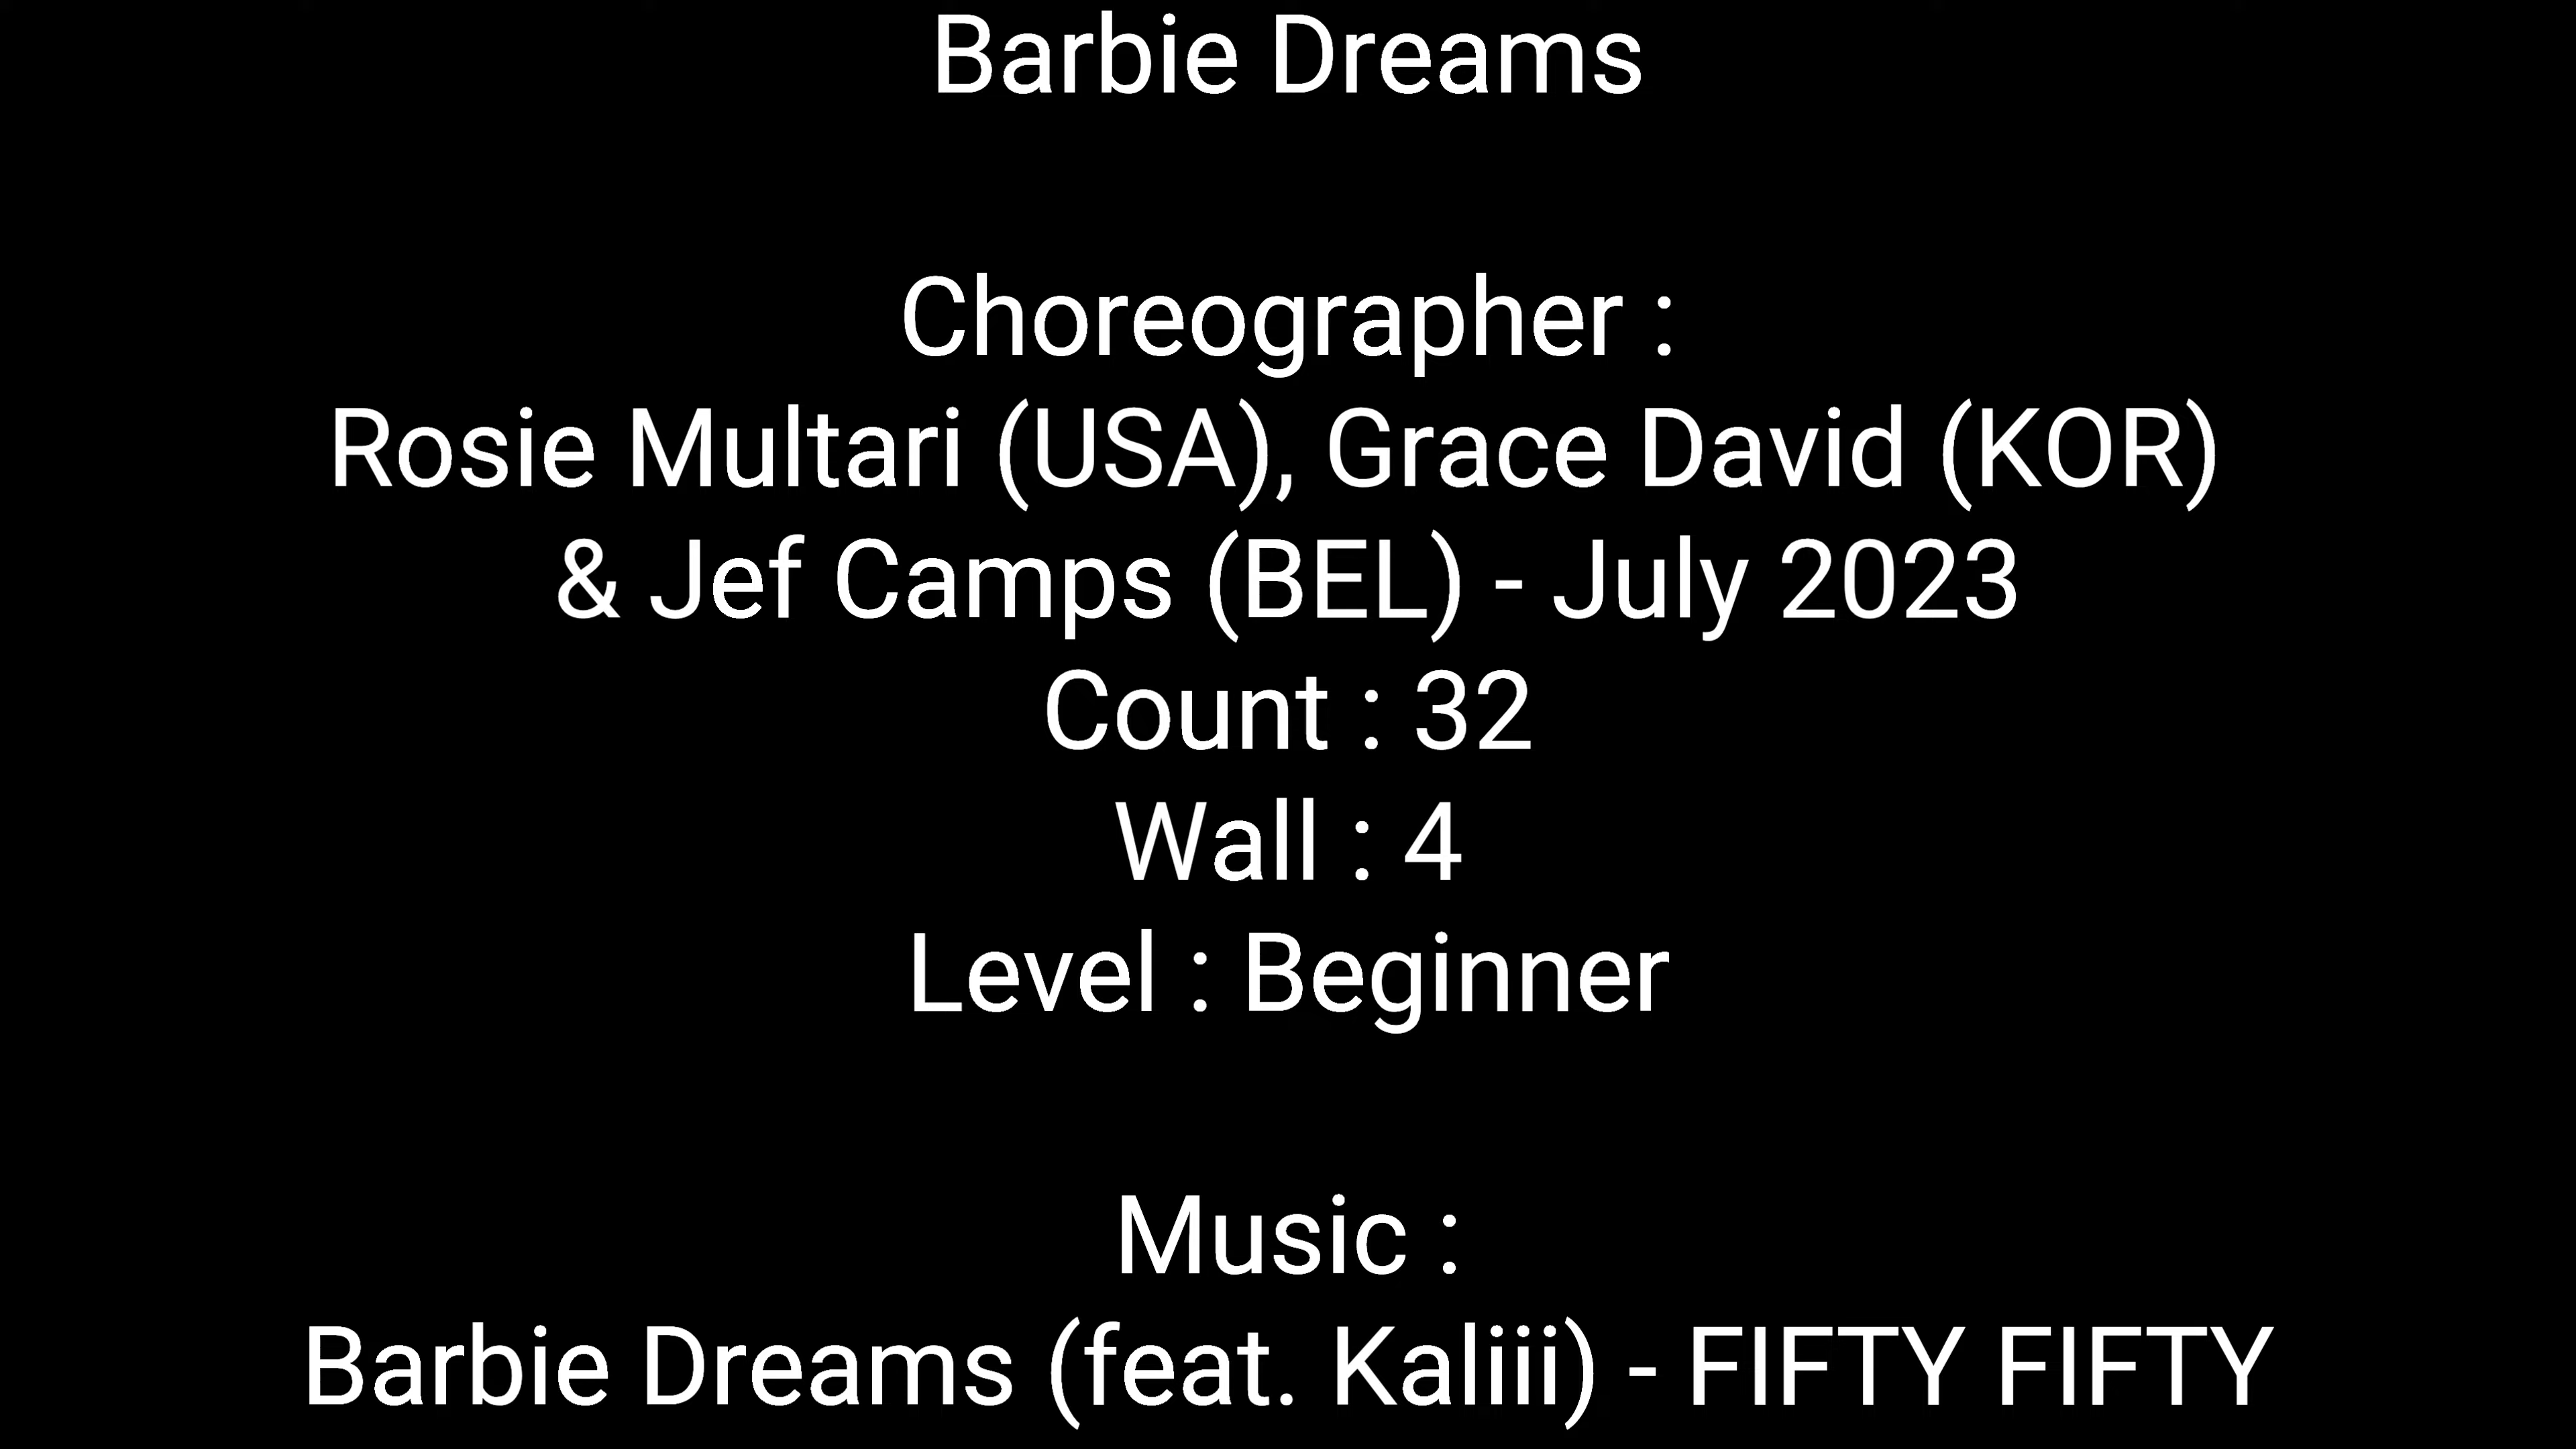 Barbie Dreams
Choreographer :
Rosie Multari (USA), Grace David (KOR)
& Jef Camps (BEL) - July 2023
Count : 32
Wall : 4
Level : Beginner
Music :
Barbie Dreams (feat. Kaliii) - FIFTY FIFTY